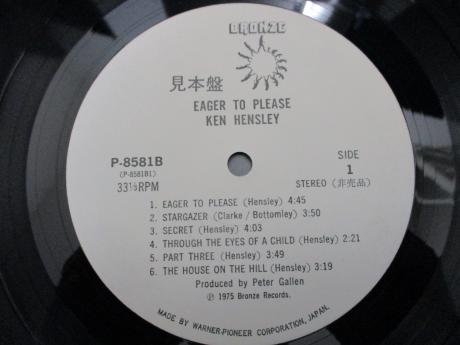 BRONZE
見本盤
EAGER TO PLEASE
KEN HENSLEY
P-8581B
(P-8581B1)
33⅓RPM
SIDE
1
STEREO (非売品)
1. EAGER TO PLEASE (Hensley) 4:45
2. STARGAZER (Clarke / Bottomley) 3:50
3. SECRET (Hensley) 4:03
4. THROUGH THE EYES OF A CHILD (Hensley) 2:21
5. PART THREE (Hensley) 3:49
6. THE HOUSE ON THE HILL (Hensley) 3:19
Produced by Peter Gallen
Ⓟ 1975 Bronze Records.
MADE BY WARNER-PIONEER CORPORATION, JAPAN.